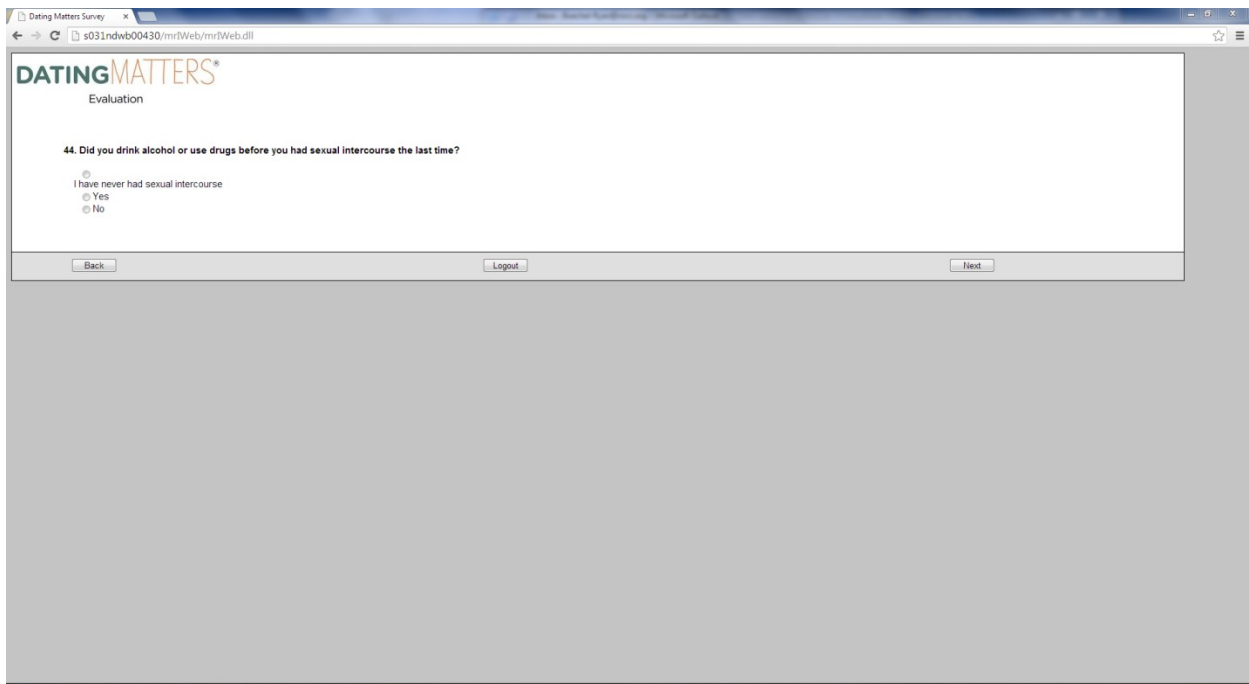 Dating Matters Survey
s031ndwb00430/mrIWeb/mrIWeb.dll
DATINGMATTERS®
Evaluation
44. Did you drink alcohol or use drugs before you had sexual intercourse the last time?
I have never had sexual intercourse
Yes
No
Back Logout Next